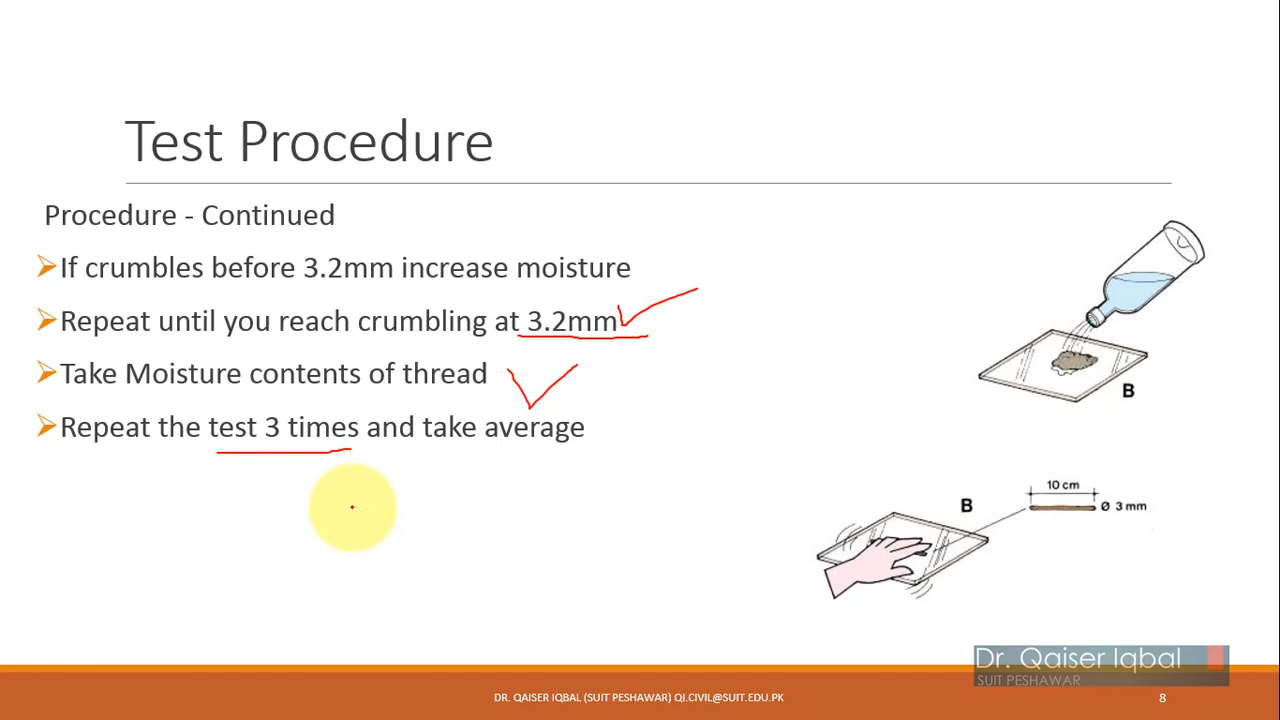 Test Procedure
Procedure - Continued
If crumbles before 3.2mm increase moisture
Repeat until you reach crumbling at 3.2mm
Take Moisture contents of thread
Repeat the test 3 times and take average
B
10 cm
B
Ø 3 mm
Dr. Qaiser Iqbal
SUIT PESHAWAR
DR. QAISER IQBAL (SUIT PESHAWAR) QI.CIVIL@SUIT.EDU.PK
8